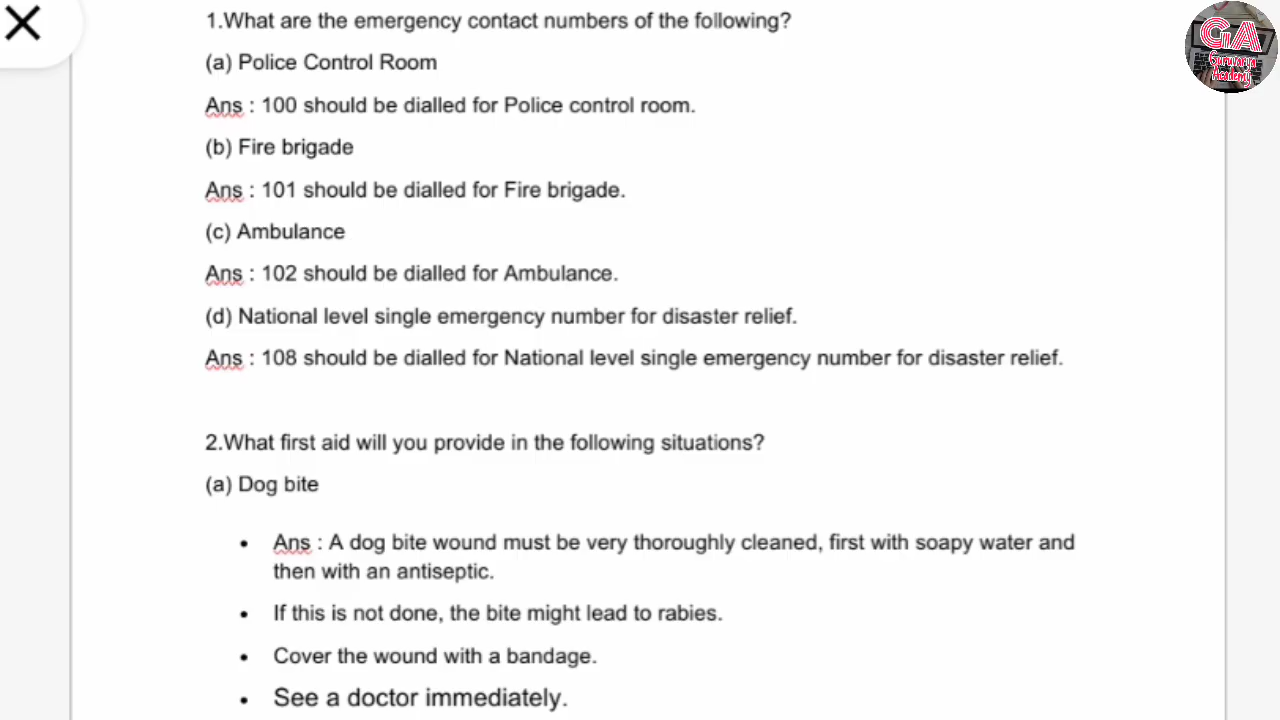 1.What are the emergency contact numbers of the following?
(a) Police Control Room
Ans : 100 should be dialled for Police control room.
(b) Fire brigade
Ans : 101 should be dialled for Fire brigade.
(c) Ambulance
Ans : 102 should be dialled for Ambulance.
(d) National level single emergency number for disaster relief.
Ans : 108 should be dialled for National level single emergency number for disaster relief.
2.What first aid will you provide in the following situations?
(a) Dog bite
• Ans : A dog bite wound must be very thoroughly cleaned, first with soapy water and
then with an antiseptic.
• If this is not done, the bite might lead to rabies.
• Cover the wound with a bandage.
• See a doctor immediately.
GA
Academy